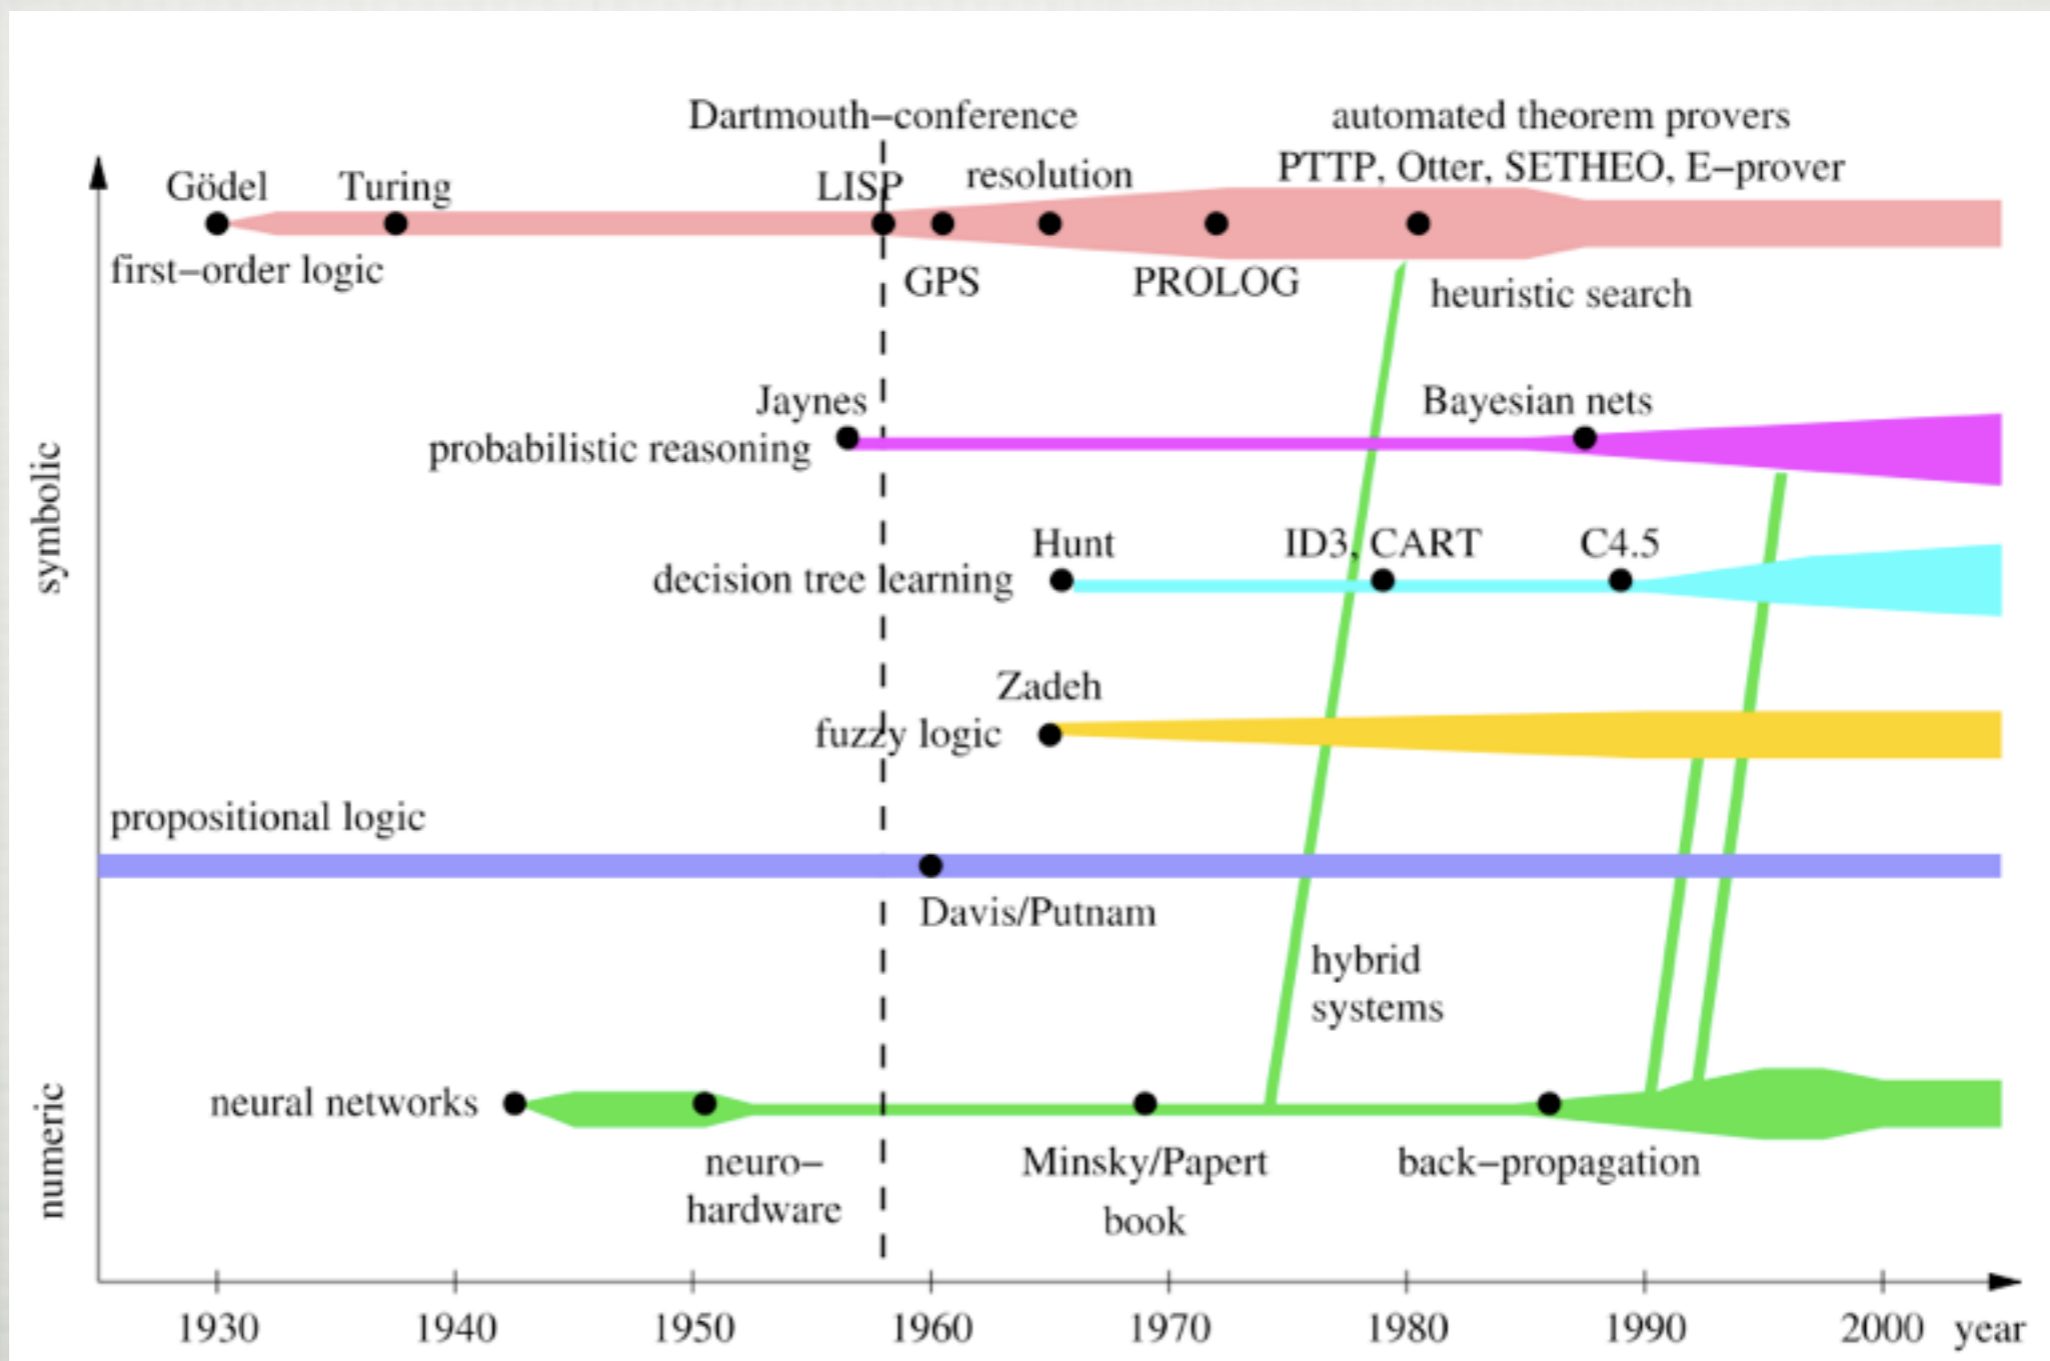 Dartmouth–conference
automated theorem provers
PTTP, Otter, SETHEO, E–prover
Gödel
Turing
LISP
resolution
first–order logic
GPS
PROLOG
heuristic search
Jaynes
Bayesian nets
probabilistic reasoning
symbolic
Hunt
ID3, CART
C4.5
decision tree learning
Zadeh
fuzzy logic
propositional logic
Davis/Putnam
hybrid
systems
numeric
neural networks
neuro–
hardware
Minsky/Papert
book
back–propagation
1930 1940 1950 1960 1970 1980 1990 2000 year